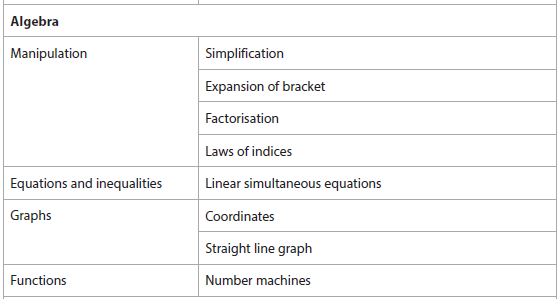 Algebra
Manipulation
Simplification
Expansion of bracket
Factorisation
Laws of indices
Equations and inequalities
Linear simultaneous equations
Graphs
Coordinates
Straight line graph
Functions
Number machines